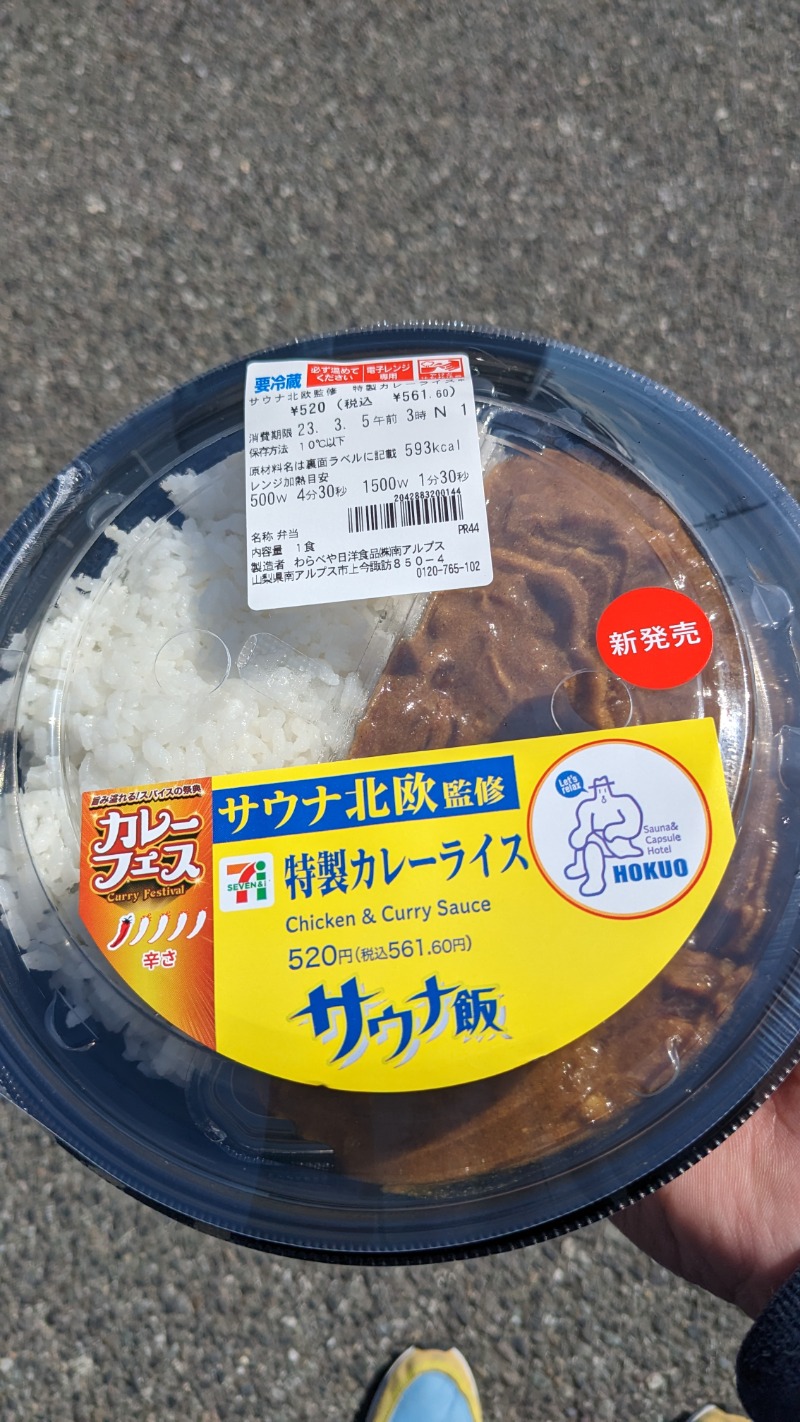 要冷蔵
必ず温めて
ください
電子レンジ
専用
サウナ北欧監修 特製カレーライス
¥520 (税込 ¥561.60)
消費期限 23. 3. 5午前 3時 N 1
保存方法 10℃以下
原材料名は裏面ラベルに記載 593kcal
レンジ加熱目安
500W 4分30秒 1500W 1分30秒
2042883200144
名称 弁当
PR44
内容量 1食
製造者 わらべや日洋食品㈱南アルプス
山梨県南アルプス市上今諏訪850-4
0120-765-102
新発売
旨み溢れる!スパイスの祭典
カレー
フェス
Curry Festival
辛さ
サウナ北欧監修
SEVEN&i
特製カレーライス
Chicken & Curry Sauce
520円(税込561.60円)
サウナ飯
Let's
relax
Sauna&
Capsule
Hotel
HOKUO